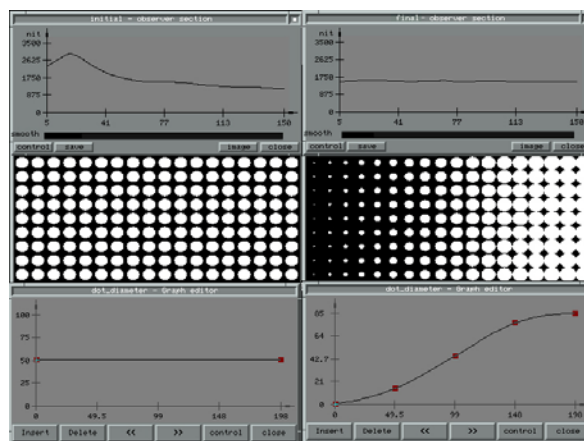 initial - observer section
nit
3500
2625
1750
875
0
5 41 77 113 150
smooth
control save image close
final- observer section
nit
3500
2625
1750
875
0
5 41 77 113 150
smooth
control save image close
dot_diameter - Graph editor
100
75
50
25
0
0 49.5 99 148 198
Insert Delete << >> control close
dot_diameter - Graph editor
85
64
42.7
21
0
0 49.5 99 148 198
Insert Delete << >> control close